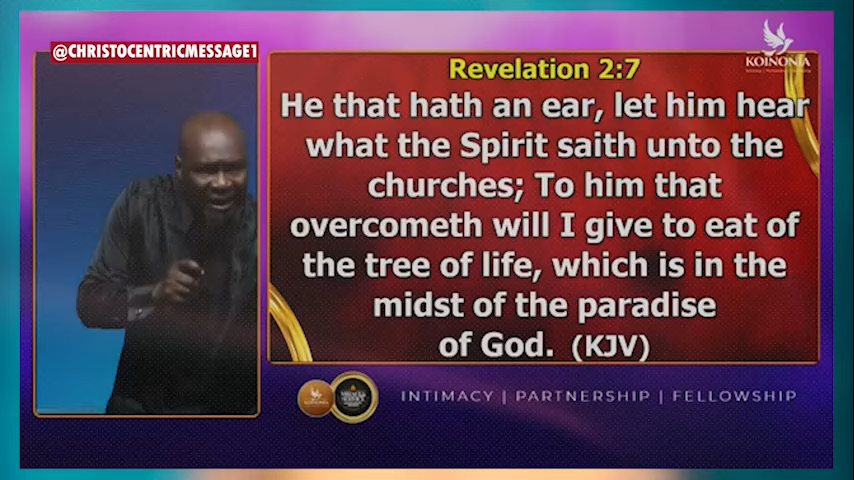 @CHRISTOCENTRICMESSAGE1
KOINONIA
Revelation 2:7
He that hath an ear, let him hear
what the Spirit saith unto the
churches; To him that
overcometh will I give to eat of
the tree of life, which is in the
midst of the paradise
of God. (KJV)
KOINONIA
INTIMACY | PARTNERSHIP | FELLOWSHIP